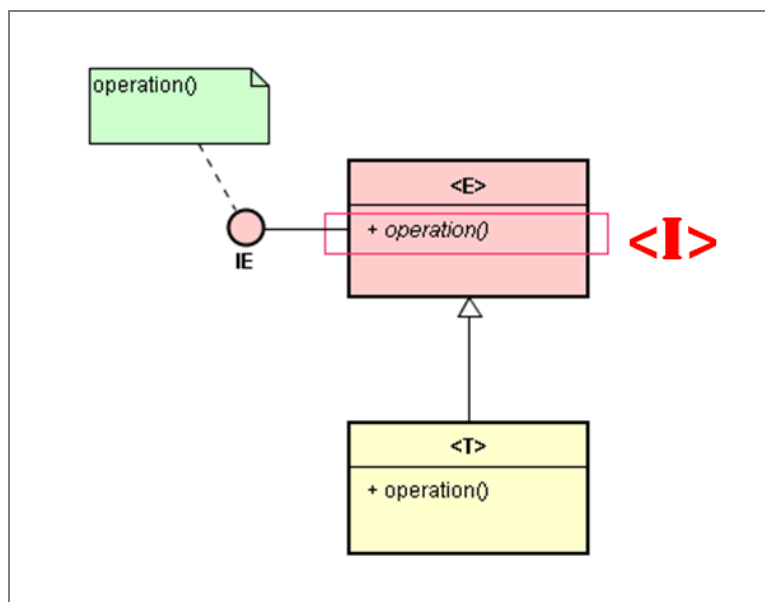 operation()
<E>
+ operation()
<I>
IE
<T>
+ operation()